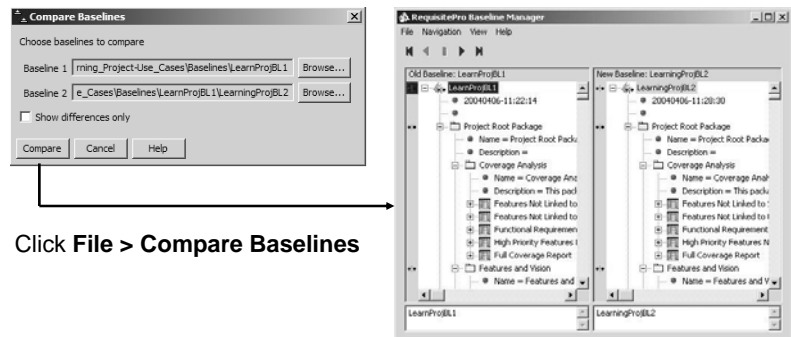 Compare Baselines
Choose baselines to compare
Baseline 1 rning_Project-Use_Cases\Baselines\LearnProjBL1 Browse...
Baseline 2 e_Cases\Baselines\LearnProjBL1\LearningProjBL2 Browse...
Show differences only
Compare Cancel Help
Click File > Compare Baselines
RequisitePro Baseline Manager
File Navigation View Help
Old Baseline: LearnProjBL1
LearnProjBL1
20040406-11:22:14
Project Root Package
Name = Project Root Packa
Description =
Coverage Analysis
Name = Coverage Ana
Description = This pack
Features Not Linked to
Features Not Linked to
Functional Requiremen
High Priority Features
Full Coverage Report
Features and Vision
Name = Features and
LearnProjBL1
New Baseline: LearningProjBL2
LearningProjBL2
20040406-11:28:30
Project Root Package
Name = Project Root Packa
Description =
Coverage Analysis
Name = Coverage Anal
Description = This packa
Features Not Linked to
Features Not Linked to
Functional Requirement
High Priority Features N
Full Coverage Report
Features and Vision
Name = Features and V
LearningProjBL2